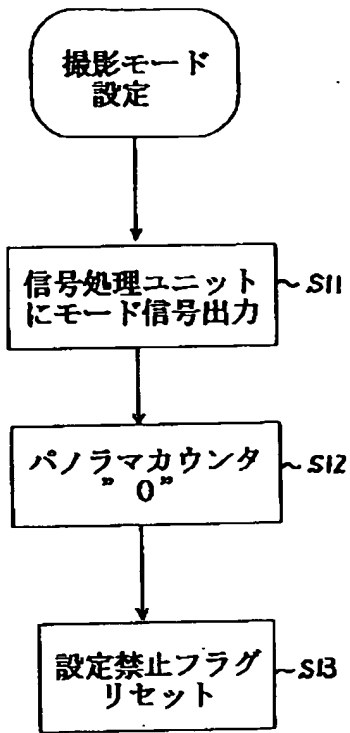 撮影モード
設定
信号処理ユニット
にモード信号出力
~S11
パノラマカウンタ
” 0”
~S12
設定禁止フラグ
リセット
~S13